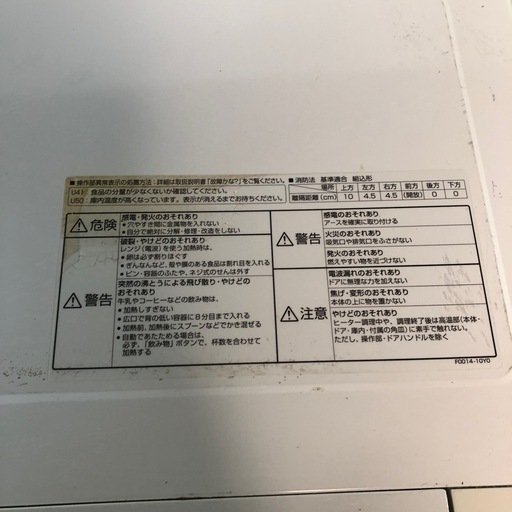 ■ 操作部異常表示の処置方法：詳細は取扱説明書「故障かな?」をご覧ください。
U41：食品の分量が少なくないか確認してください。
U50：庫内温度が高くなっています。表示が消えるまでお待ちください。
■ 消防法 基準適合 組込形
場所 上方 左方 右方 前方 後方 下方
離隔距離(cm) 10 4.5 4.5 (開放) 0 0
危険
感電・発火のおそれあり
●穴やすき間に金属物を入れない
●自分で絶対に分解・修理・改造をしない
警告
破裂・やけどのおそれあり
レンジ（電波）を使う加熱時は、
●卵は必ず割りほぐす
●ぎんなんなど、殻や膜のある食品は割れ目を入れる
●ビン・容器のふたや、ネジ式のせんは外す
突然の沸とうによる飛び散り・やけどの
おそれあり
牛乳やコーヒーなどの飲み物は、
●加熱しすぎない
●広口で背の低い容器に8分目まで入れる
●加熱前、加熱後にスプーンなどでかき混ぜる
●自動であたためる場合は、
必ず、「飲み物」ボタンで、杯数を合わせて
加熱する
警告
感電のおそれあり
アースを確実に取り付ける
火災のおそれあり
吸気口や排気口をふさがない
発火のおそれあり
燃えやすい物を近づけない
電波漏れのおそれあり
ドアに無理な力を加えない
注意
焦げ・変形のおそれあり
本体の上に物を置かない
やけどのおそれあり
ヒーター調理中や、調理終了後は高温部(本体・
ドア・庫内・付属の角皿)に素手で触れない。
ただし、操作部・ドアハンドルを除く
F0014-10Y0